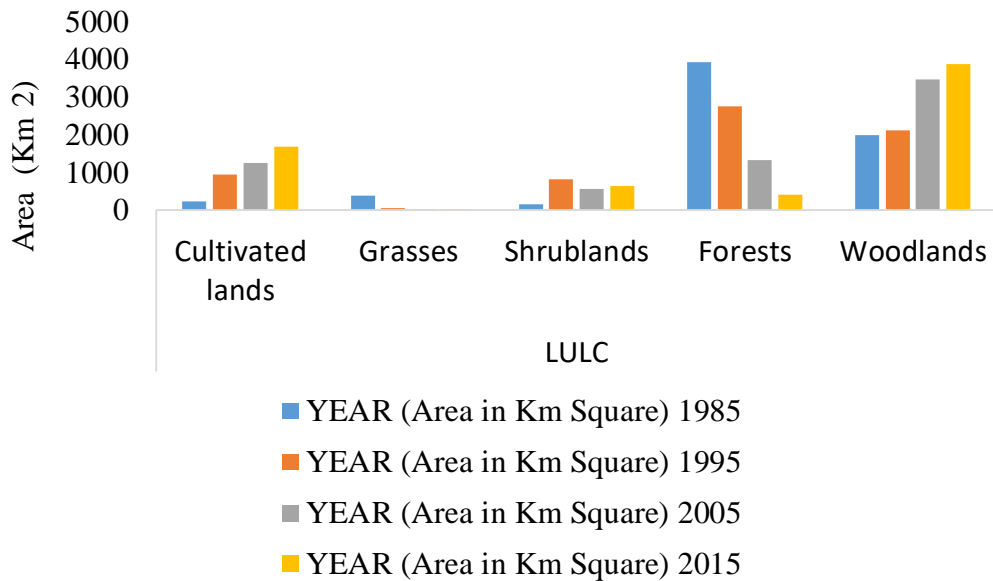 5000
4000
3000
2000
1000
0
Area (Km 2)
Cultivated lands
Grasses
Shrublands
Forests
Woodlands
LULC
YEAR (Area in Km Square) 1985
YEAR (Area in Km Square) 1995
YEAR (Area in Km Square) 2005
YEAR (Area in Km Square) 2015